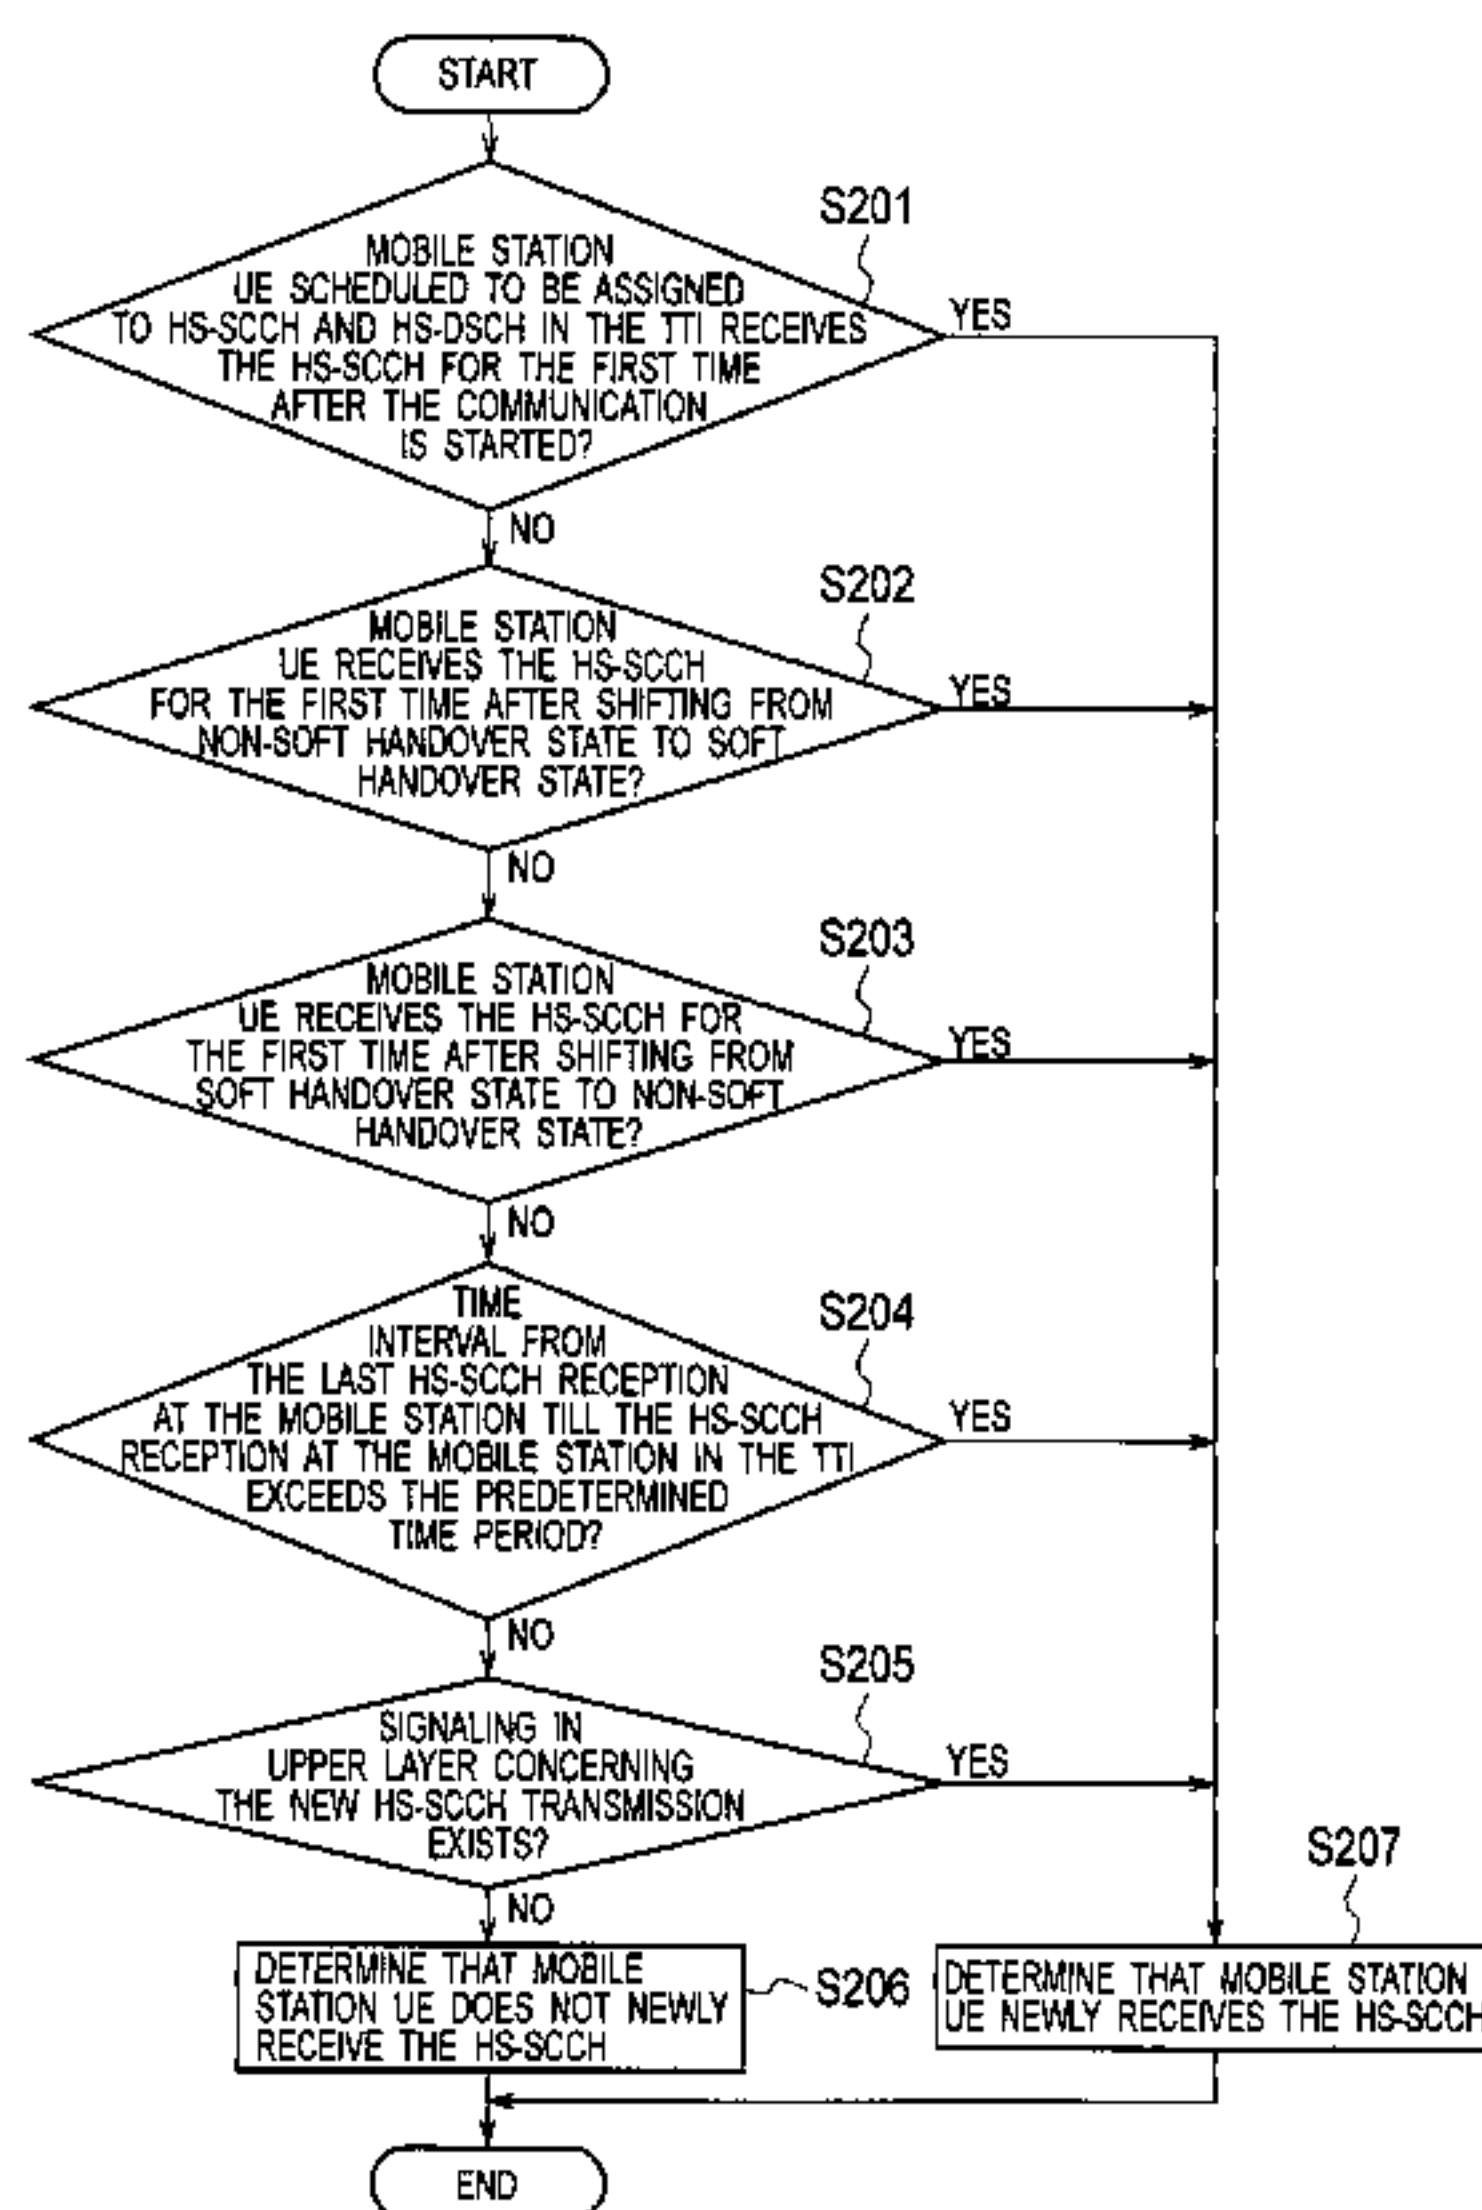 START
S201
MOBILE STATION
UE SCHEDULED TO BE ASSIGNED
TO HS-SCCH AND HS-DSCH IN THE TTI RECEIVES
THE HS-SCCH FOR THE FIRST TIME
AFTER THE COMMUNICATION
IS STARTED?
YES
NO
S202
MOBILE STATION
UE RECEIVES THE HS-SCCH
FOR THE FIRST TIME AFTER SHIFTING FROM
NON-SOFT HANDOVER STATE TO SOFT
HANDOVER STATE?
YES
NO
S203
MOBILE STATION
UE RECEIVES THE HS-SCCH FOR
THE FIRST TIME AFTER SHIFTING FROM
SOFT HANDOVER STATE TO NON-SOFT
HANDOVER STATE?
YES
NO
S204
TIME
INTERVAL FROM
THE LAST HS-SCCH RECEPTION
AT THE MOBILE STATION TILL THE HS-SCCH
RECEPTION AT THE MOBILE STATION IN THE TTI
EXCEEDS THE PREDETERMINED
TIME PERIOD?
YES
NO
S205
SIGNALING IN
UPPER LAYER CONCERNING
THE NEW HS-SCCH TRANSMISSION
EXISTS?
YES
NO
S206
DETERMINE THAT MOBILE
STATION UE DOES NOT NEWLY
RECEIVE THE HS-SCCH
S207
DETERMINE THAT MOBILE STATION
UE NEWLY RECEIVES THE HS-SCCH
END